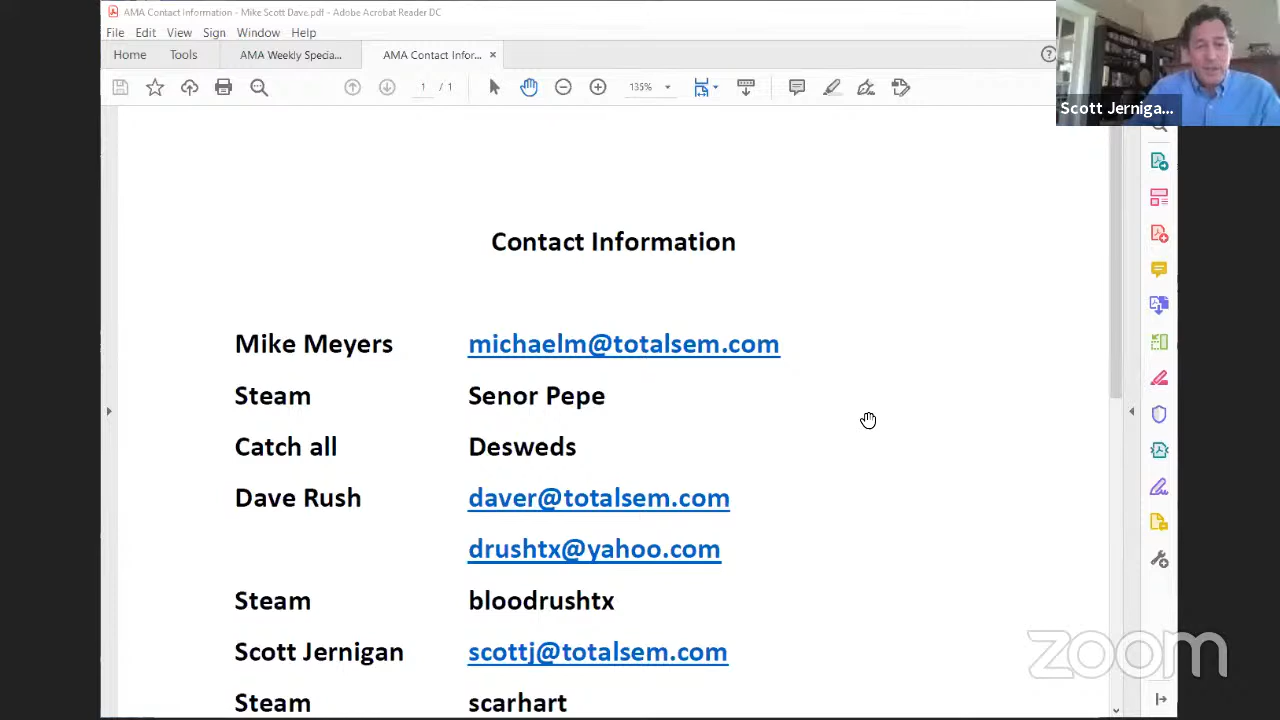 AMA Contact Information - Mike Scott Dave.pdf - Adobe Acrobat Reader DC
File Edit View Sign Window Help
Home Tools AMA Weekly Specia... AMA Contact Infor... ×
1 / 1 135%
Scott Jerniga...
Contact Information
Mike Meyers michaelm@totalsem.com
Steam Senor Pepe
Catch all Desweds
Dave Rush daver@totalsem.com
drushtx@yahoo.com
Steam bloodrushtx
Scott Jernigan scottj@totalsem.com
Steam scarhart
zoom